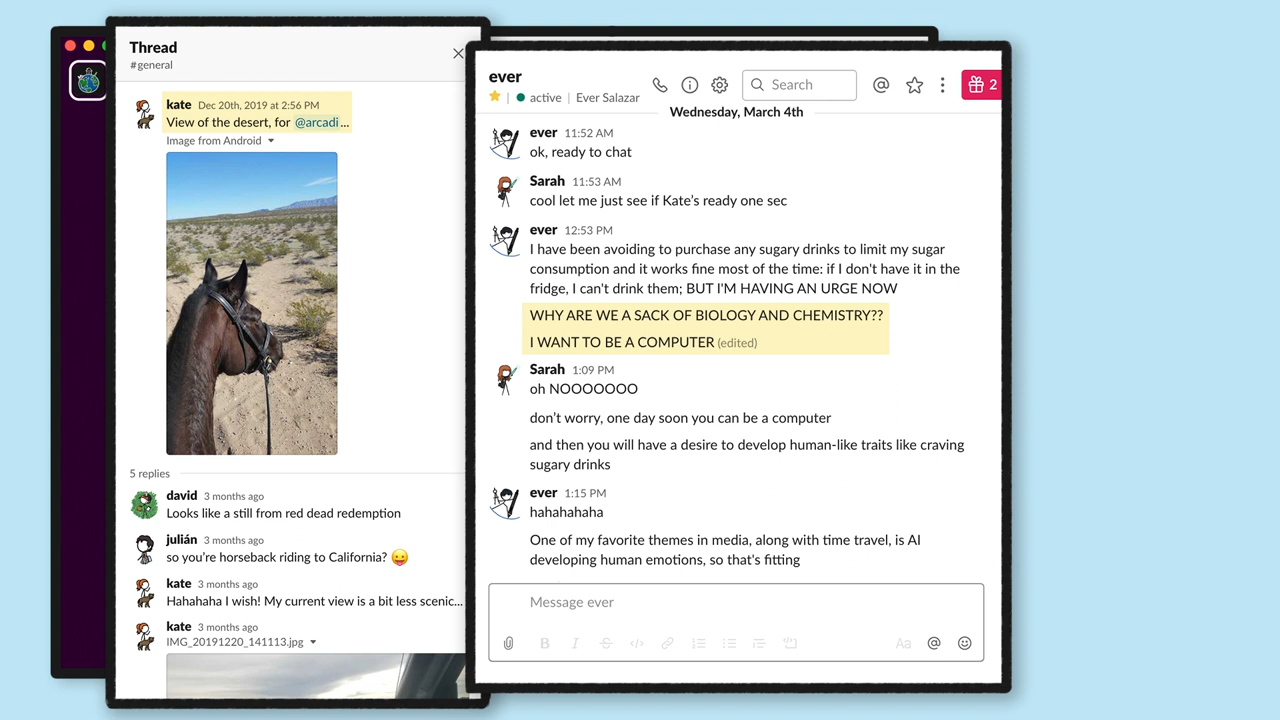 Thread
#general
kate Dec 20th, 2019 at 2:56 PM
View of the desert, for @arcadi...
Image from Android
5 replies
david 3 months ago
Looks like a still from red dead redemption
julián 3 months ago
so you're horseback riding to California? 😛
kate 3 months ago
Hahahaha I wish! My current view is a bit less scenic...
kate 3 months ago
IMG_20191220_141113.jpg
ever
active | Ever Salazar
Search
2
Wednesday, March 4th
ever 11:52 AM
ok, ready to chat
Sarah 11:53 AM
cool let me just see if Kate's ready one sec
ever 12:53 PM
I have been avoiding to purchase any sugary drinks to limit my sugar
consumption and it works fine most of the time: if I don't have it in the
fridge, I can't drink them; BUT I'M HAVING AN URGE NOW
WHY ARE WE A SACK OF BIOLOGY AND CHEMISTRY??
I WANT TO BE A COMPUTER (edited)
Sarah 1:09 PM
oh NOOOOOOO
don't worry, one day soon you can be a computer
and then you will have a desire to develop human-like traits like craving
sugary drinks
ever 1:15 PM
hahahahaha
One of my favorite themes in media, along with time travel, is AI
developing human emotions, so that's fitting
Message ever
B I S </> Aa @